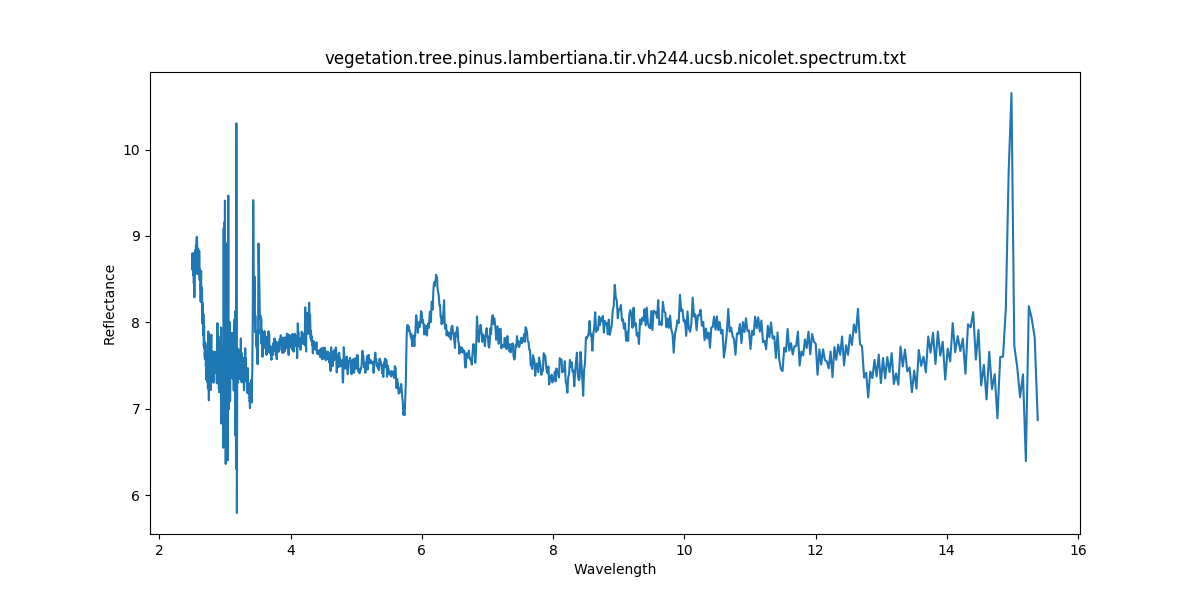 vegetation.tree.pinus.lambertiana.tir.vh244.ucsb.nicolet.spectrum.txt
10
9
8
7
6
Reflectance
2 4 6 8 10 12 14 16
Wavelength